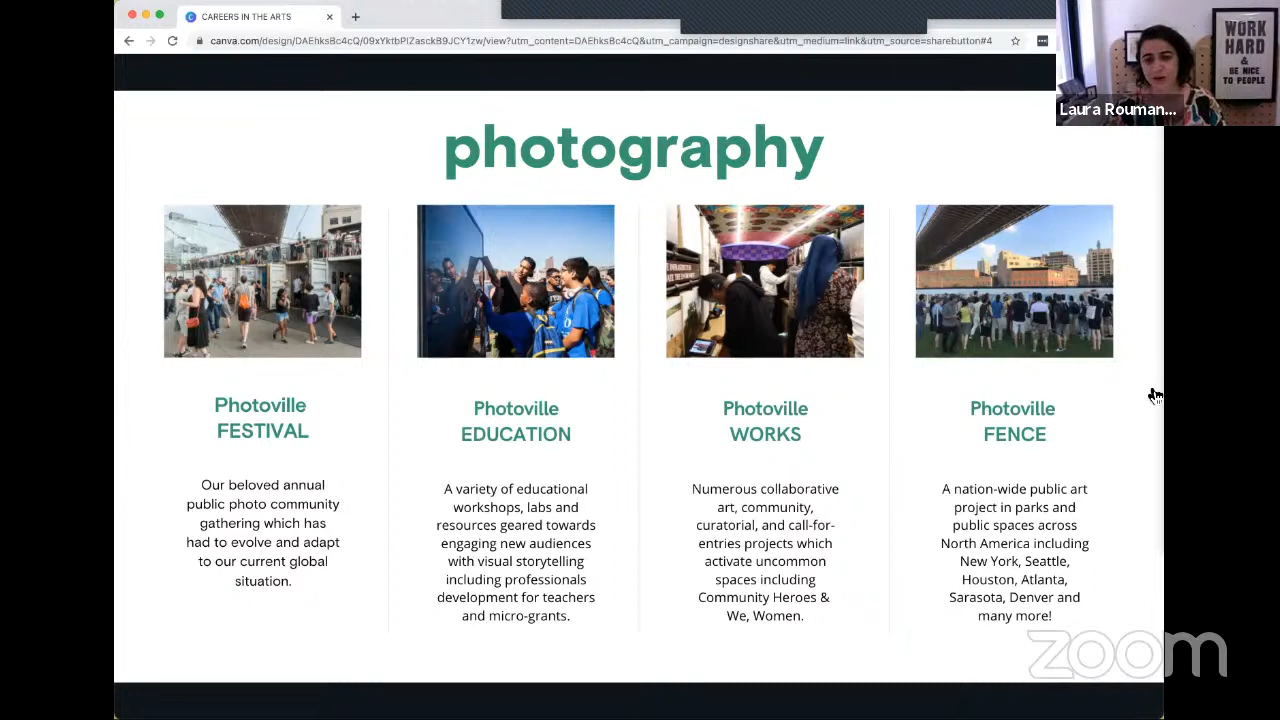 CAREERS IN THE ARTS
canva.com/design/DAEhksBc4cQ/09xYktbPIZasckB9JCY1zw/view?utm_content=DAEhksBc4cQ&utm_campaign=designshare&utm_medium=link&utm_source=sharebutton#4
WORK
HARD
&
BE NICE
TO PEOPLE
Laura Rouman...
photography
Photoville
FESTIVAL
Our beloved annual
public photo community
gathering which has
had to evolve and adapt
to our current global
situation.
Photoville
EDUCATION
A variety of educational
workshops, labs and
resources geared towards
engaging new audiences
with visual storytelling
including professionals
development for teachers
and micro-grants.
Photoville
WORKS
Numerous collaborative
art, community,
curatorial, and call-for-
entries projects which
activate uncommon
spaces including
Community Heroes &
We, Women.
Photoville
FENCE
A nation-wide public art
project in parks and
public spaces across
North America including
New York, Seattle,
Houston, Atlanta,
Sarasota, Denver and
many more!
zoom